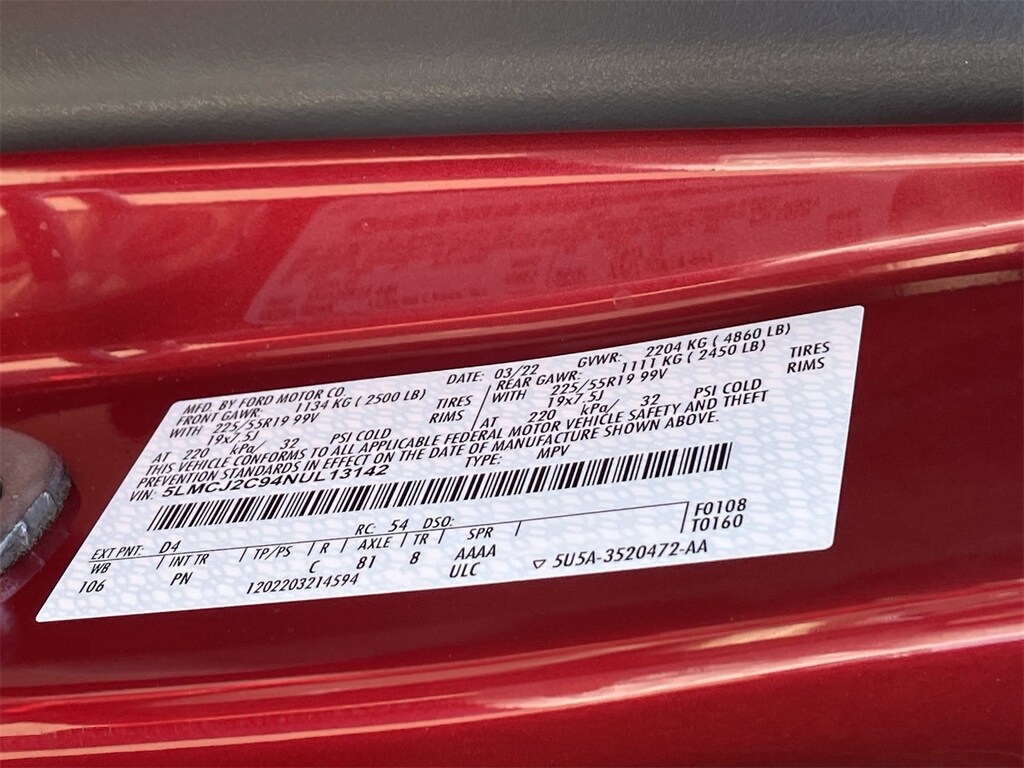 MFD. BY FORD MOTOR CO. DATE: 03/22 GVWR: 2204 KG ( 4860 LB)
FRONT GAWR: 1134 KG ( 2500 LB) REAR GAWR: 1111 KG ( 2450 LB)
WITH 225/55R19 99V TIRES WITH 225/55R19 99V TIRES
19x7.5J RIMS 19x7.5J RIMS
AT 220 kPa/ 32 PSI COLD AT 220 kPa/ 32 PSI COLD
THIS VEHICLE CONFORMS TO ALL APPLICABLE FEDERAL MOTOR VEHICLE SAFETY AND THEFT
PREVENTION STANDARDS IN EFFECT ON THE DATE OF MANUFACTURE SHOWN ABOVE.
VIN: 5LMCJ2C94NUL13142 TYPE: MPV
EXT PNT: D4 RC: 54 DSO: F0108
WB INT TR TP/PS R AXLE TR SPR T0160
106 PN C 81 8 AAAA 5U5A-3520472-AA
1202203214594 ULC